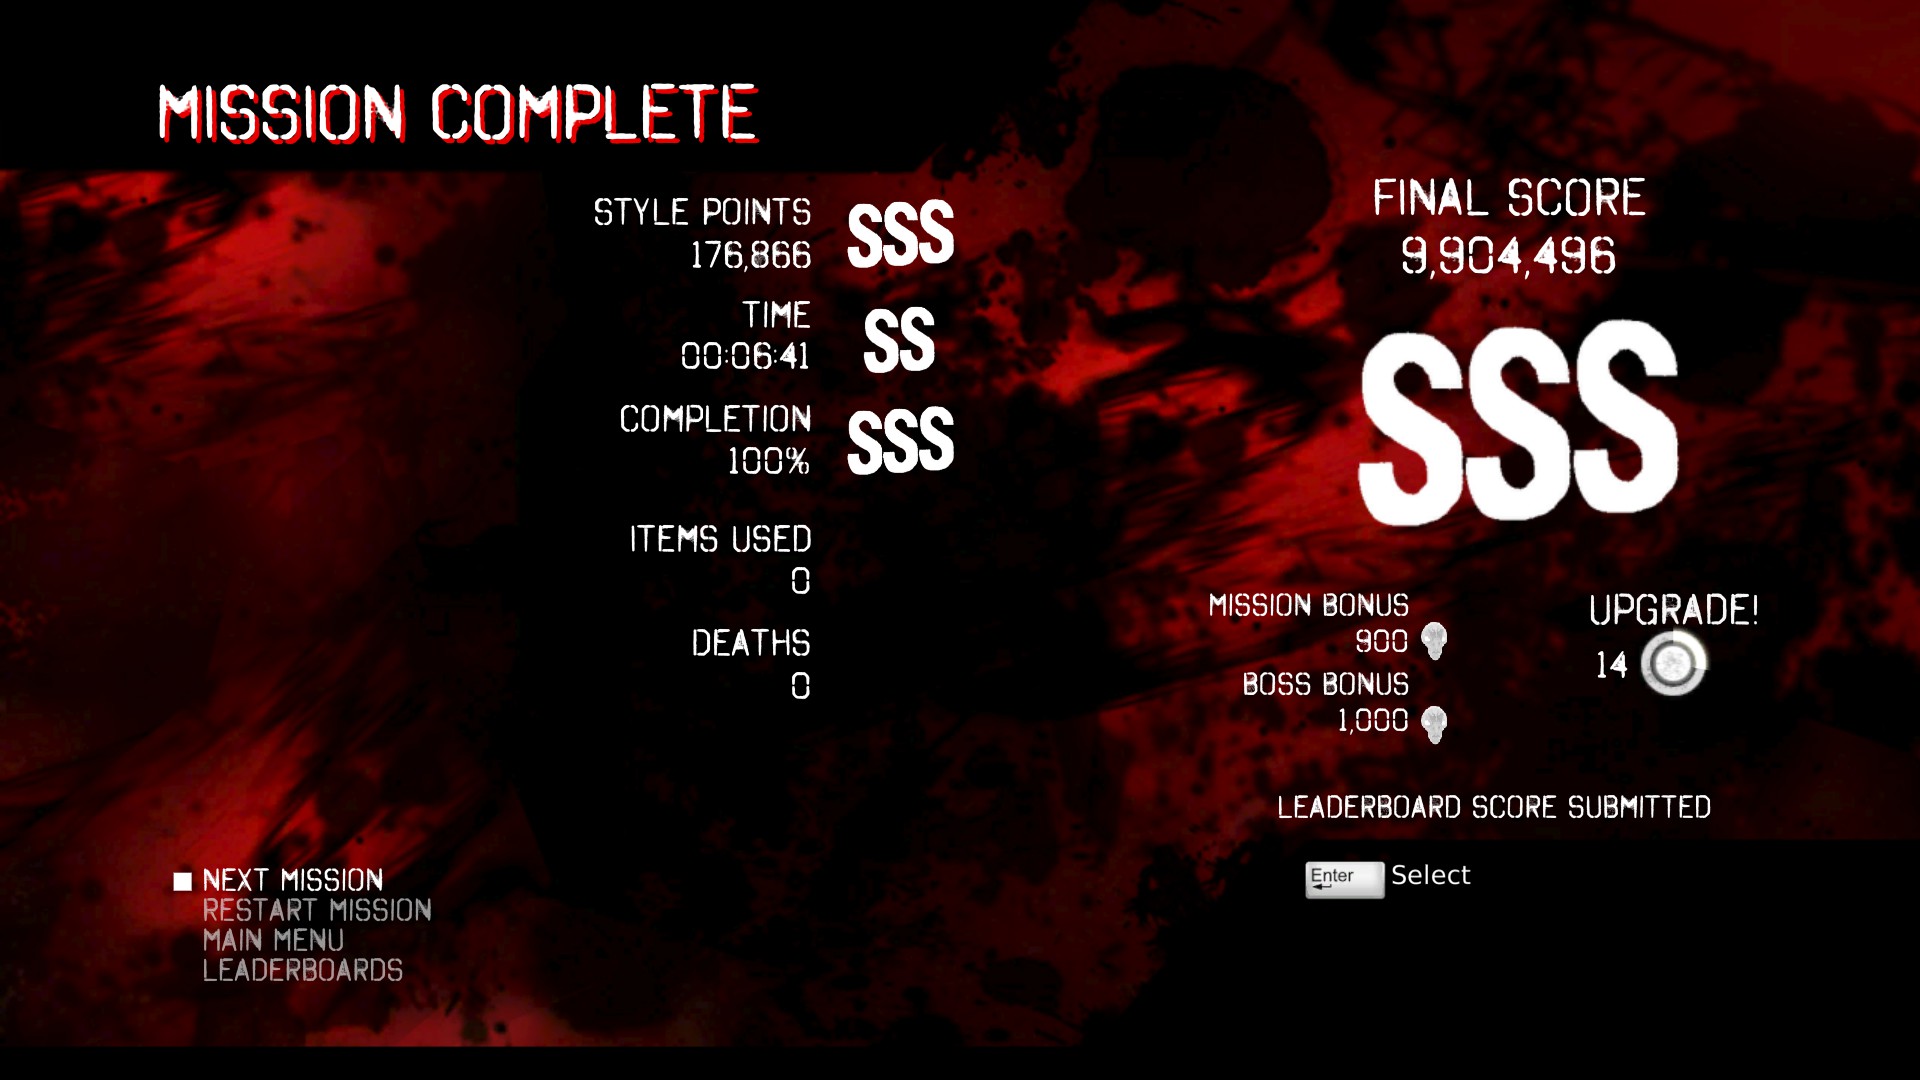 MISSION COMPLETE
STYLE POINTS
176,866
SSS
TIME
00:06:41
SS
COMPLETION
100%
SSS
ITEMS USED
0
DEATHS
0
FINAL SCORE
9,904,496
SSS
MISSION BONUS
900
BOSS BONUS
1,000
UPGRADE!
14
LEADERBOARD SCORE SUBMITTED
Enter Select
NEXT MISSION
RESTART MISSION
MAIN MENU
LEADERBOARDS